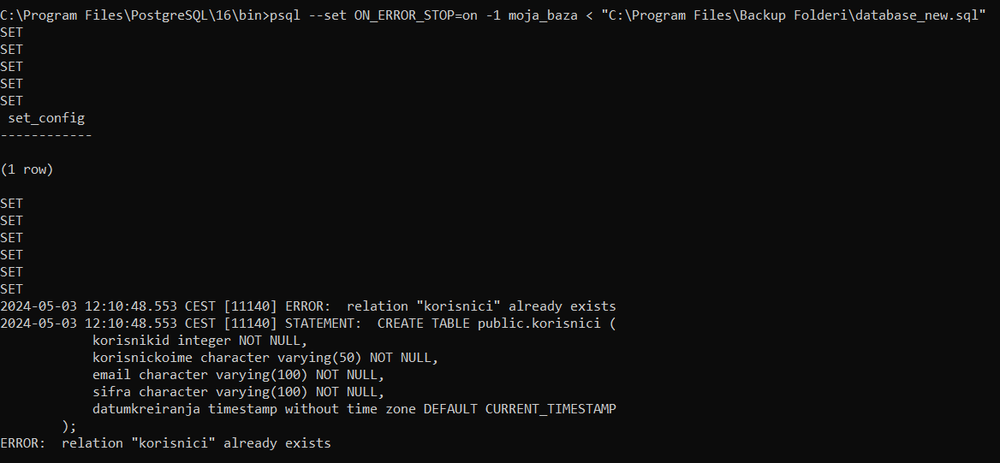 C:\Program Files\PostgreSQL\16\bin>psql --set ON_ERROR_STOP=on -1 moja_baza < "C:\Program Files\Backup Folderi\database_new.sql"
SET
SET
SET
SET
SET
 set_config
------------

(1 row)

SET
SET
SET
SET
SET
SET
2024-05-03 12:10:48.553 CEST [11140] ERROR:  relation "korisnici" already exists
2024-05-03 12:10:48.553 CEST [11140] STATEMENT:  CREATE TABLE public.korisnici (
            korisnikid integer NOT NULL,
            korisnickoime character varying(50) NOT NULL,
            email character varying(100) NOT NULL,
            sifra character varying(100) NOT NULL,
            datumkreiranja timestamp without time zone DEFAULT CURRENT_TIMESTAMP
        );
ERROR:  relation "korisnici" already exists